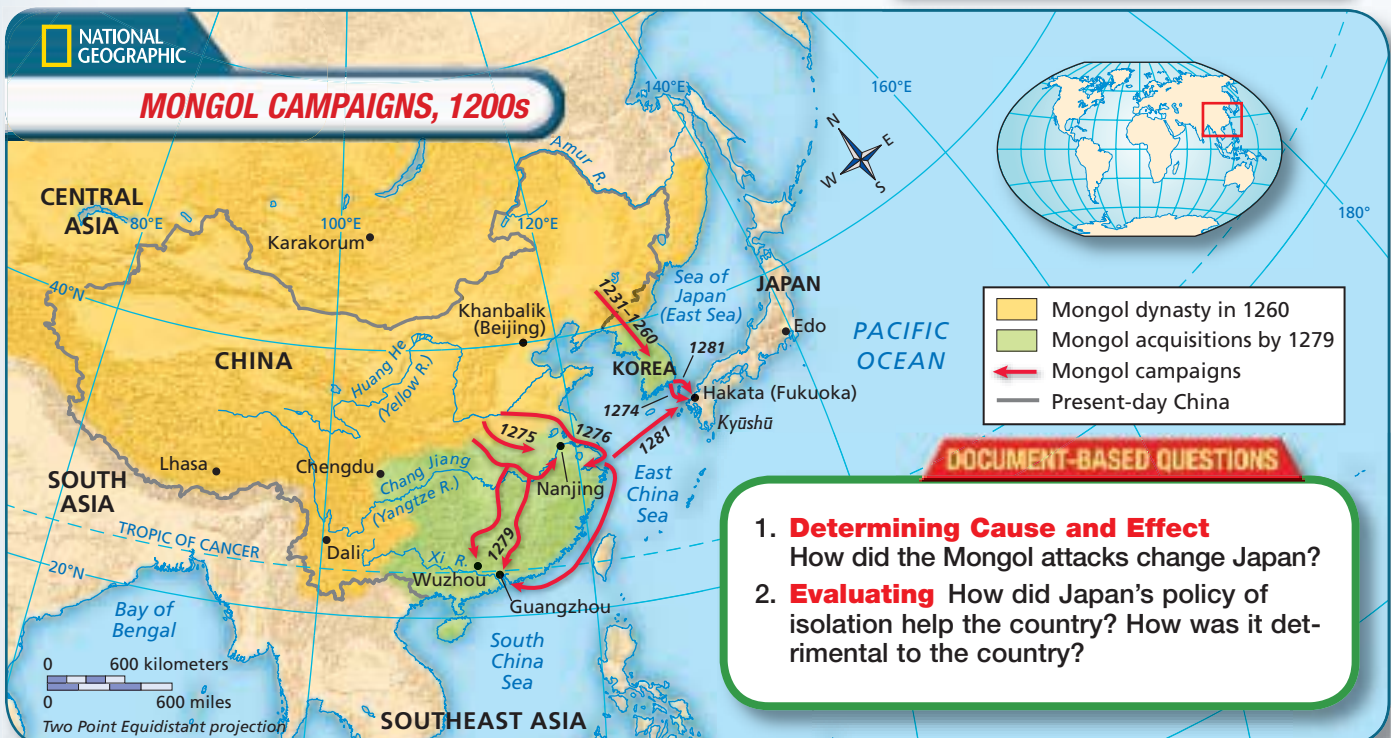 NATIONAL
GEOGRAPHIC
MONGOL CAMPAIGNS, 1200s
140°E
160°E
180°
N
E
W
S
Amur R.
CENTRAL
ASIA
80°E
100°E
120°E
Karakorum
40°N
Khanbalik
(Beijing)
Sea of
Japan
(East Sea)
JAPAN
Edo
PACIFIC
OCEAN
1231–1260
CHINA
Huang He
(Yellow R.)
KOREA
1281
Hakata (Fukuoka)
1274
Kyūshū
1275
1276
1281
Lhasa
Chengdu
Chang Jiang
(Yangtze R.)
Nanjing
East
China
Sea
SOUTH
ASIA
TROPIC OF CANCER
Dali
Xi R.
1279
Wuzhou
20°N
Guangzhou
Bay of
Bengal
South
China
Sea
0 600 kilometers
0 600 miles
Two Point Equidistant projection
SOUTHEAST ASIA
Mongol dynasty in 1260
Mongol acquisitions by 1279
Mongol campaigns
Present-day China
DOCUMENT-BASED QUESTIONS
1. Determining Cause and Effect
How did the Mongol attacks change Japan?
2. Evaluating How did Japan's policy of
isolation help the country? How was it det-
rimental to the country?